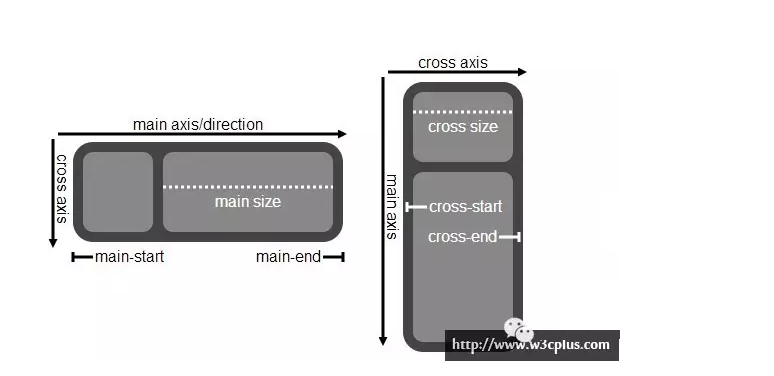 main axis/direction
cross axis
main size
main-start
main-end
cross axis
main axis
cross size
cross-start
cross-end
http://www.w3cplus.com